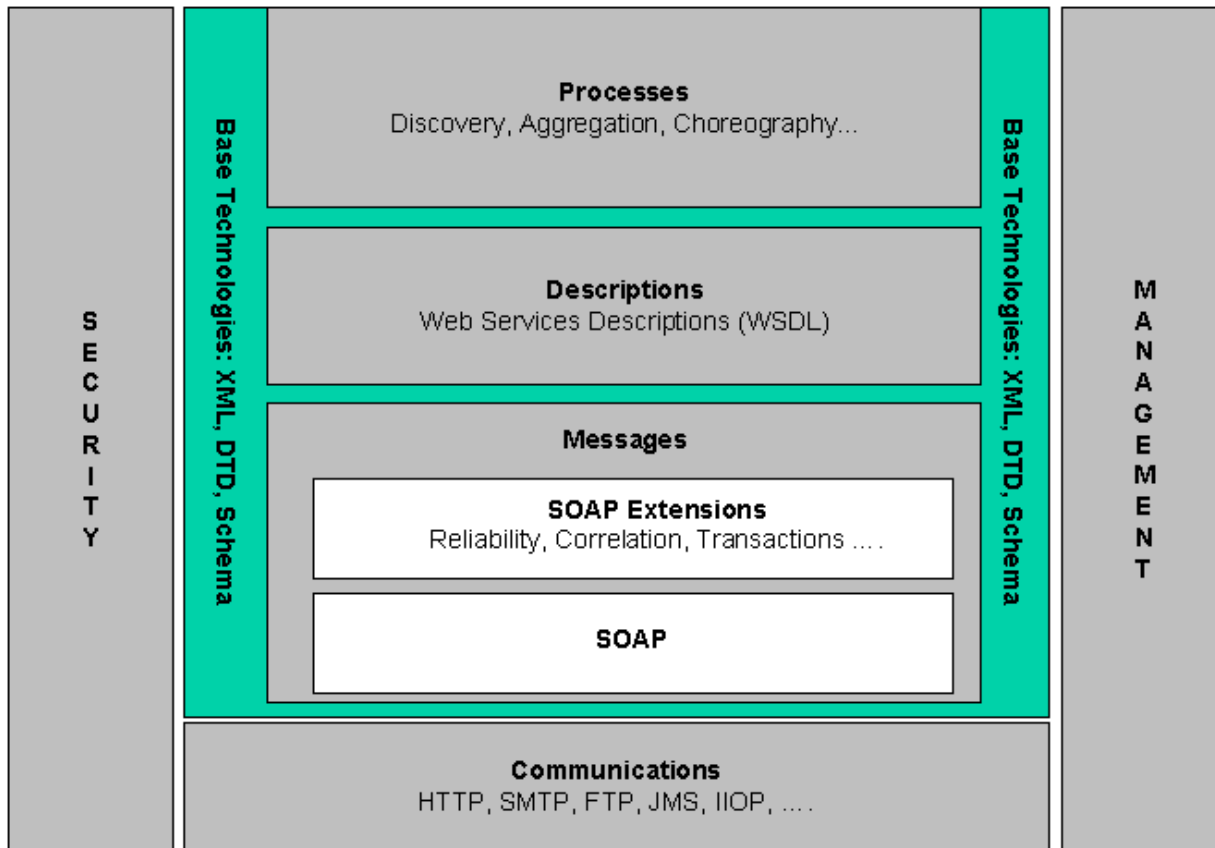 SECURITY
Base Technologies: XML, DTD, Schema
Processes
Discovery, Aggregation, Choreography...
Descriptions
Web Services Descriptions (WSDL)
Messages
SOAP Extensions
Reliability, Correlation, Transactions ....
SOAP
Base Technologies: XML, DTD, Schema
MANAGEMENT
Communications
HTTP, SMTP, FTP, JMS, IIOP, ....